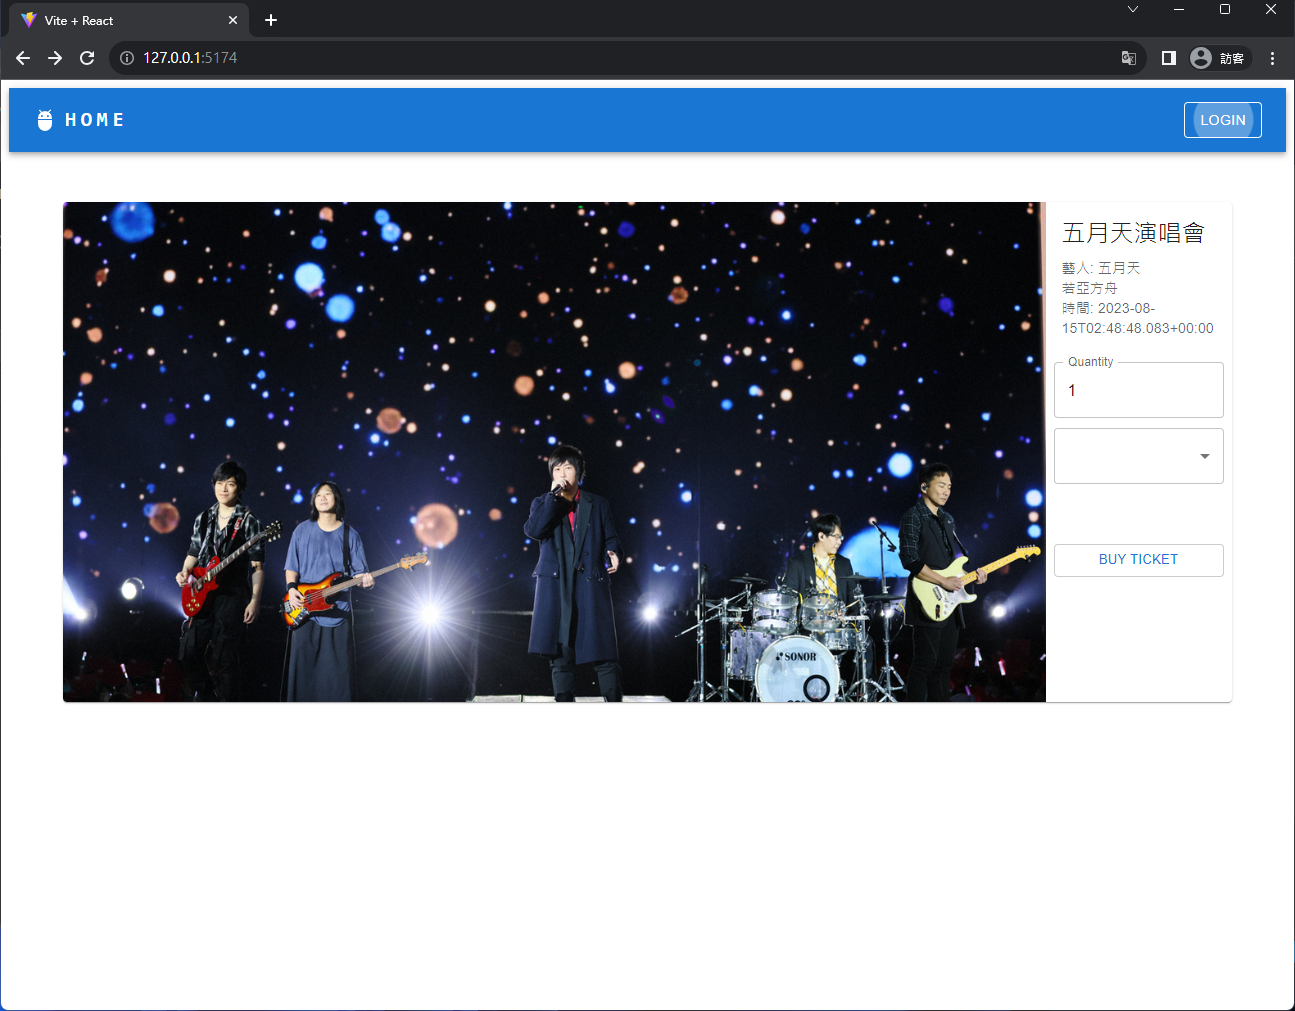 Vite + React
127.0.0.1:5174
訪客
HOME
LOGIN
五月天演唱會
藝人: 五月天
若亞方舟
時間: 2023-08-
15T02:48:48.083+00:00
Quantity
1
BUY TICKET
SONOR